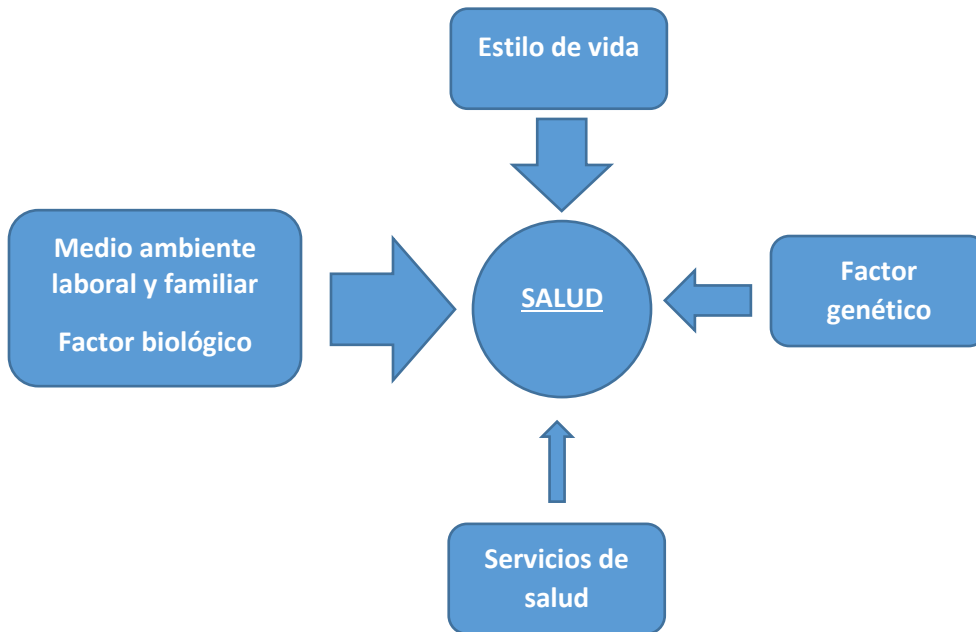 Estilo de vida
Medio ambiente
laboral y familiar
Factor biológico
SALUD
Factor
genético
Servicios de
salud